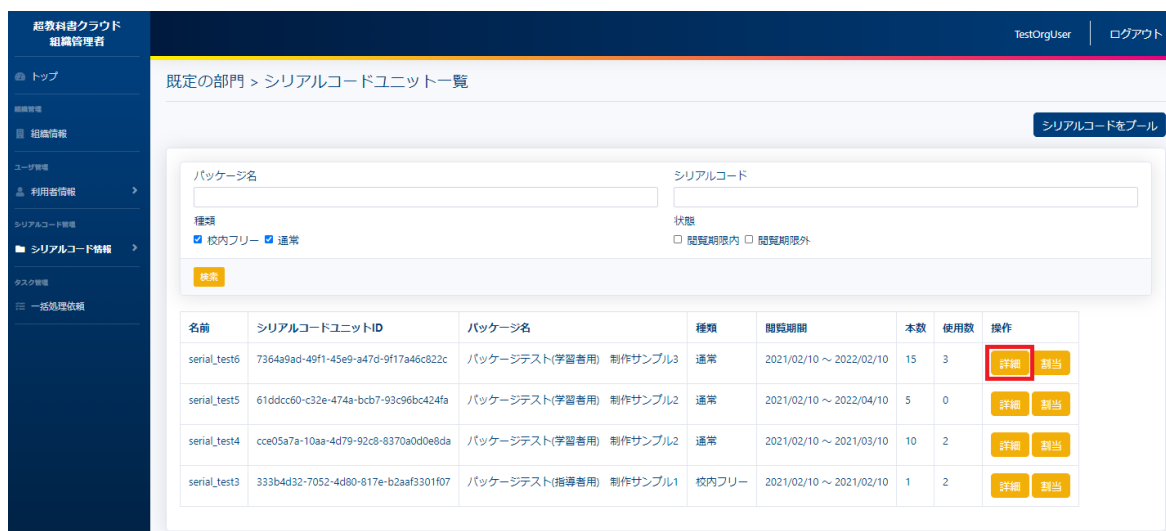 超教科書クラウド
組織管理者
TestOrgUser
ログアウト
トップ
組織管理
組織情報
ユーザ管理
利用者情報
シリアルコード管理
シリアルコード情報
タスク管理
一括処理依頼
既定の部門 > シリアルコードユニット一覧
シリアルコードをプール
パッケージ名
シリアルコード
種類
校内フリー 通常
状態
閲覧期限内 閲覧期限外
検索
名前 シリアルコードユニットID パッケージ名 種類 閲覧期間 本数 使用数 操作
serial_test6 7364a9ad-49f1-45e9-a47d-9f17a46c822c パッケージテスト(学習者用) 制作サンプル3 通常 2021/02/10 ～ 2022/02/10 15 3 詳細 割当
serial_test5 61ddcc60-c32e-474a-bcb7-93c96bc424fa パッケージテスト(学習者用) 制作サンプル2 通常 2021/02/10 ～ 2022/04/10 5 0 詳細 割当
serial_test4 cce05a7a-10aa-4d79-92c8-8370a0d0e8da パッケージテスト(学習者用) 制作サンプル2 通常 2021/02/10 ～ 2021/03/10 10 2 詳細 割当
serial_test3 333b4d32-7052-4d80-817e-b2aaf3301f07 パッケージテスト(指導者用) 制作サンプル1 校内フリー 2021/02/10 ～ 2021/02/10 1 2 詳細 割当